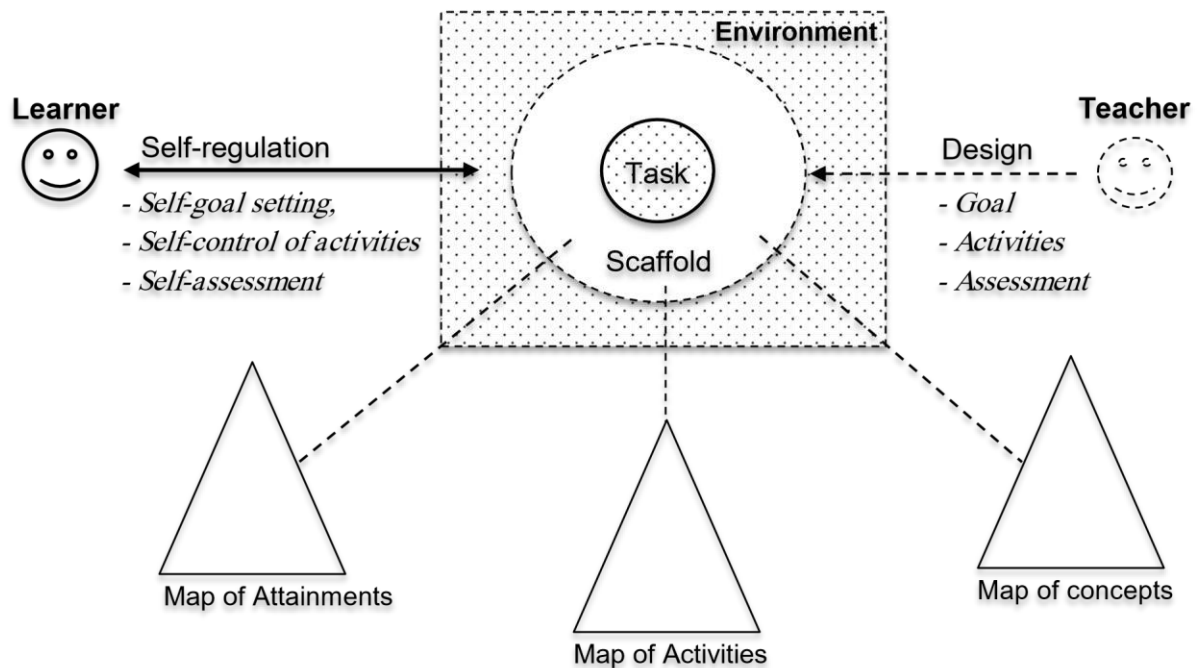 Environment
Learner
Self-regulation
- Self-goal setting,
- Self-control of activities
- Self-assessment
Task
Scaffold
Teacher
Design
- Goal
- Activities
- Assessment
Map of Attainments
Map of Activities
Map of concepts